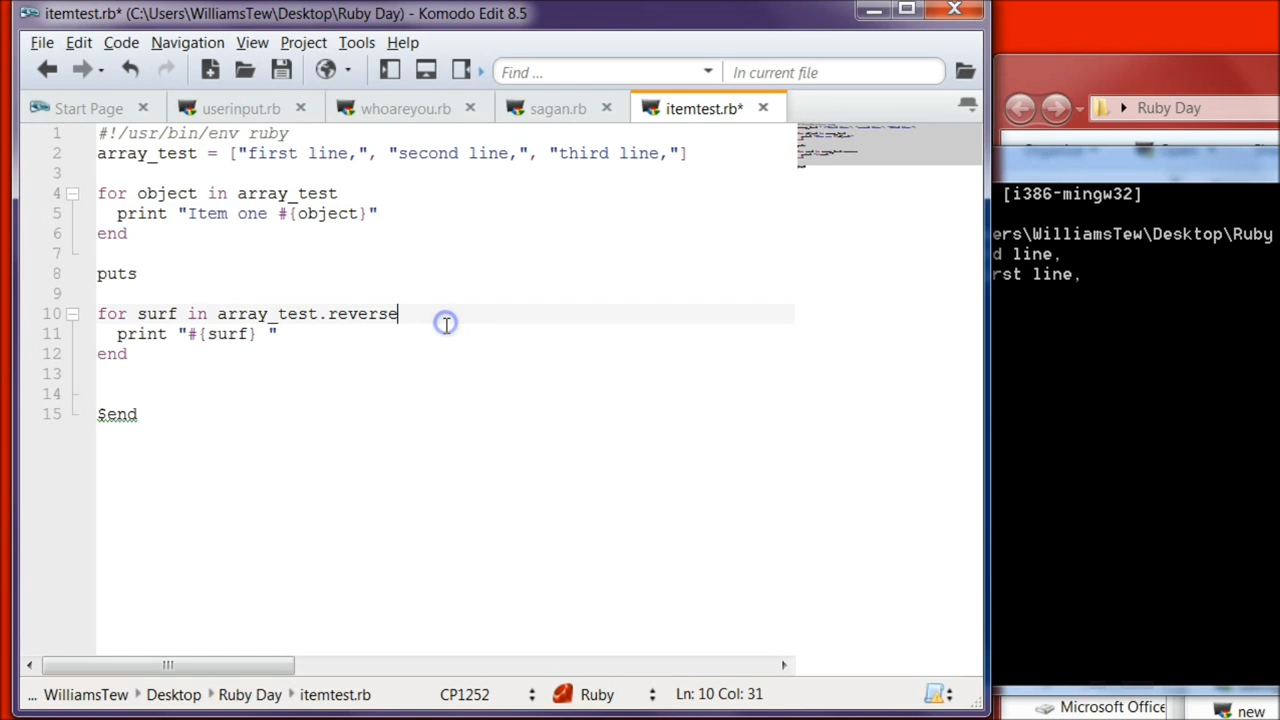 itemtest.rb* (C:\Users\WilliamsTew\Desktop\Ruby Day) - Komodo Edit 8.5
File Edit Code Navigation View Project Tools Help
Find ... In current file
Start Page userinput.rb whoareyou.rb sagan.rb itemtest.rb*
1 #!/usr/bin/env ruby
2 array_test = ["first line,", "second line,", "third line,"]
3
4 for object in array_test
5 print "Item one #{object}"
6 end
7
8 puts
9
10 for surf in array_test.reverse
11 print "#{surf} "
12 end
13
14
15 $end
... WilliamsTew Desktop Ruby Day itemtest.rb CP1252 Ruby Ln: 10 Col: 31
Ruby Day
[i386-mingw32]
ers\WilliamsTew\Desktop\Ruby
d line,
rst line,
Microsoft Office
new